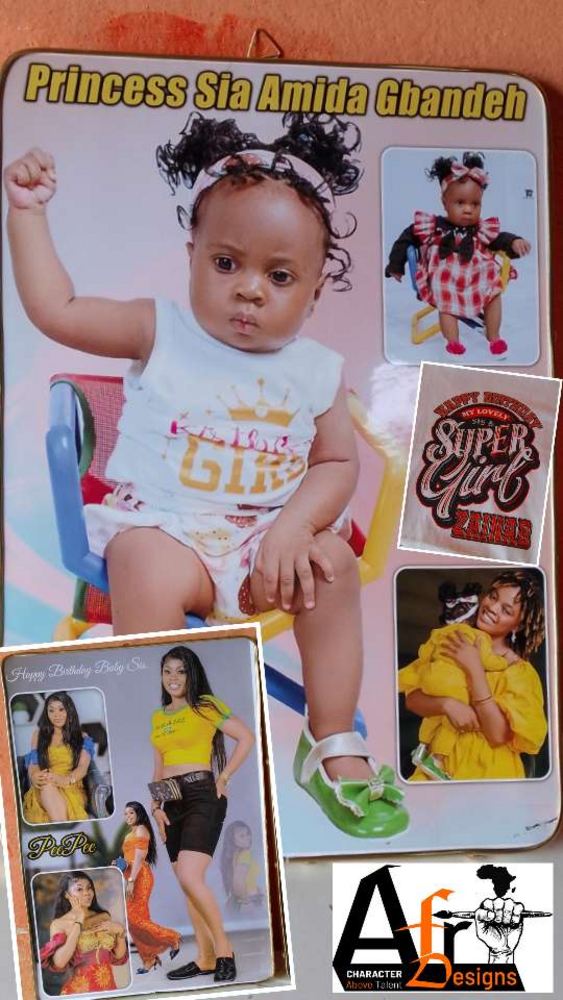 Princess Sia Amida Gbandeh
GIRL
HAPPY BIRTHDAY
MY LOVELY
SIS A
SUPER
Girl
ZAINAB
Happy Birthday Baby Sis
PeePee
Afr
Designs
CHARACTER
Above Talent